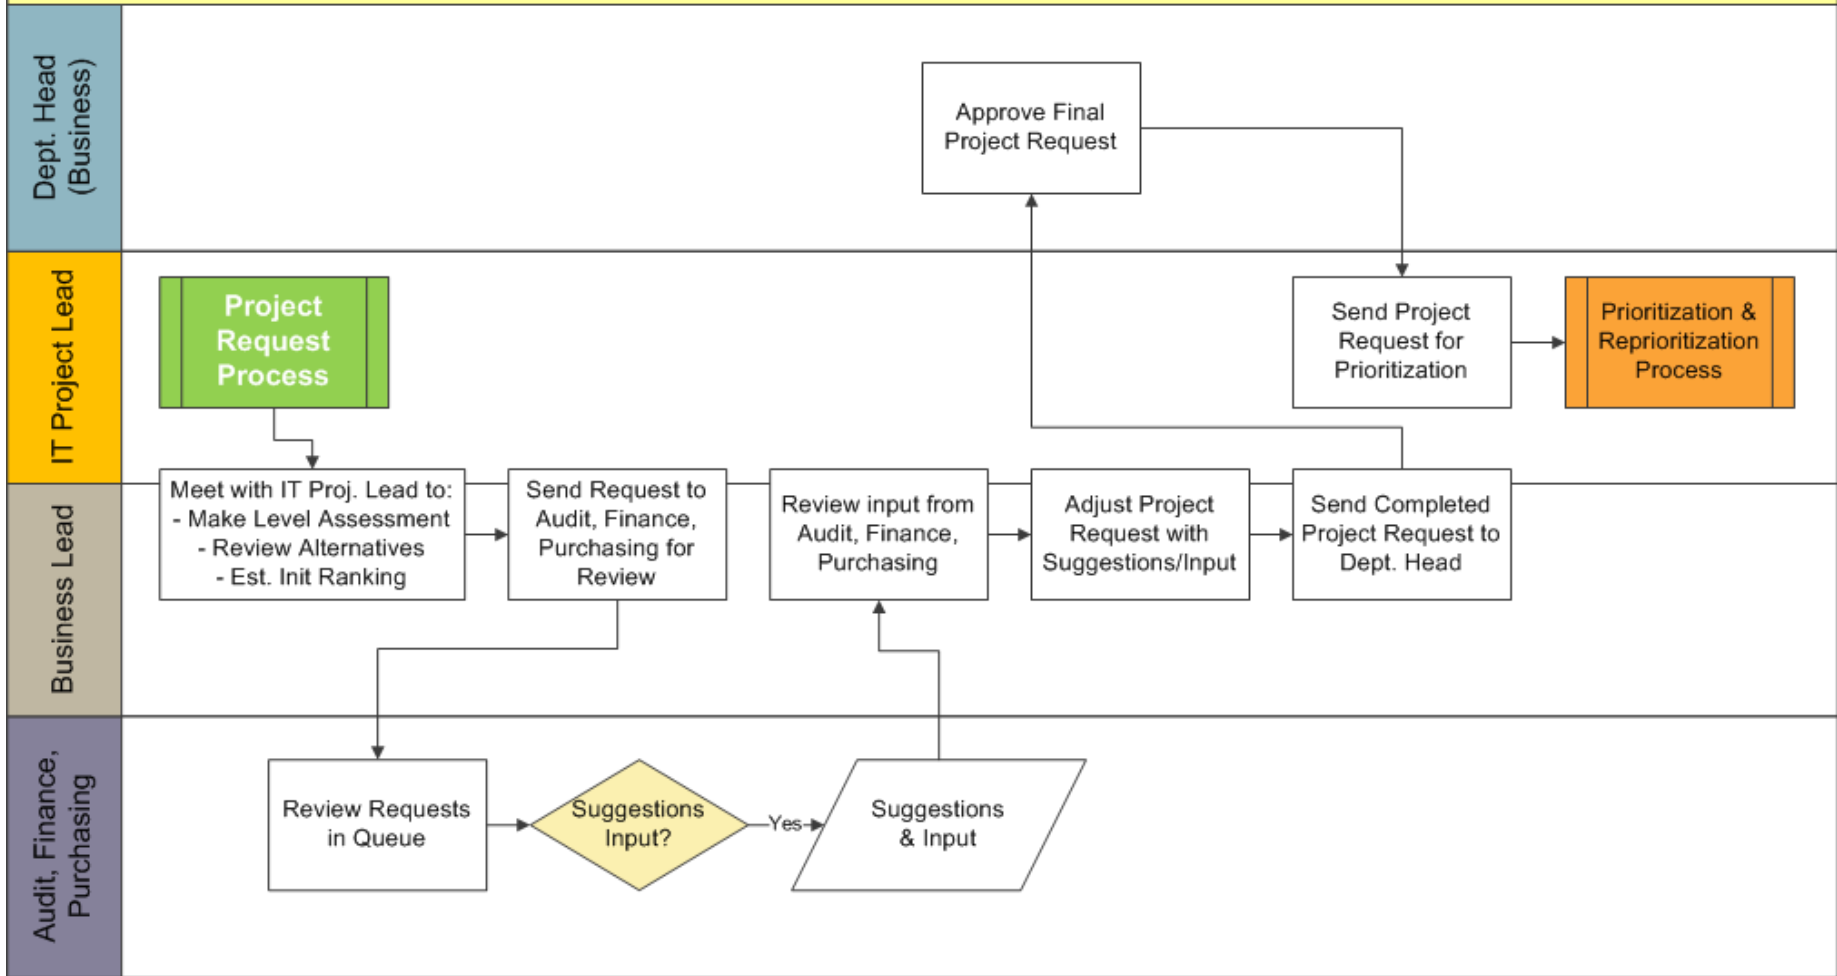 Dept. Head
(Business)
Approve Final
Project Request
IT Project Lead
Project
Request
Process
Send Project
Request for
Prioritization
Prioritization &
Reprioritization
Process
Business Lead
Meet with IT Proj. Lead to:
- Make Level Assessment
- Review Alternatives
- Est. Init Ranking
Send Request to
Audit, Finance,
Purchasing for
Review
Review input from
Audit, Finance,
Purchasing
Adjust Project
Request with
Suggestions/Input
Send Completed
Project Request to
Dept. Head
Audit, Finance,
Purchasing
Review Requests
in Queue
Suggestions
Input?
Yes
Suggestions
& Input